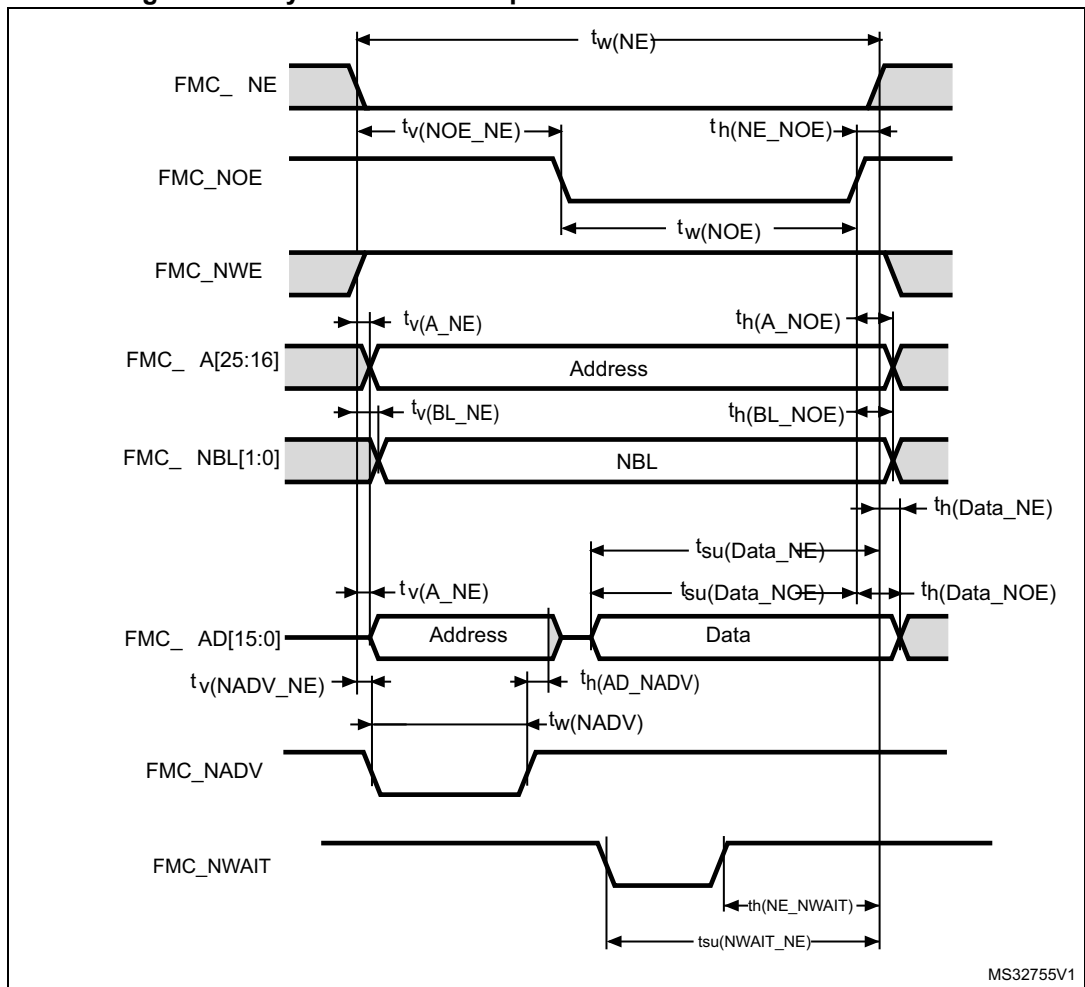 tw(NE)
FMC_ NE
tv(NOE_NE)
th(NE_NOE)
FMC_NOE
tw(NOE)
FMC_NWE
tv(A_NE)
th(A_NOE)
FMC_ A[25:16]
Address
tv(BL_NE)
th(BL_NOE)
FMC_ NBL[1:0]
NBL
th(Data_NE)
tsu(Data_NE)
tv(A_NE)
tsu(Data_NOE)
th(Data_NOE)
FMC_ AD[15:0]
Address
Data
tv(NADV_NE)
th(AD_NADV)
tw(NADV)
FMC_NADV
FMC_NWAIT
th(NE_NWAIT)
tsu(NWAIT_NE)
MS32755V1